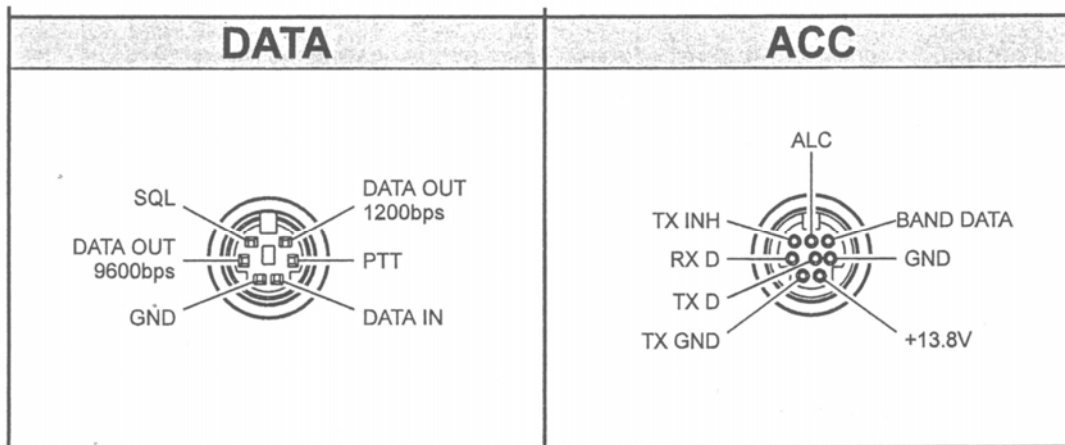 DATA
ACC
SQL
DATA OUT
1200bps
DATA OUT
9600bps
PTT
GND
DATA IN
ALC
TX INH
BAND DATA
RX D
GND
TX D
TX GND
+13.8V